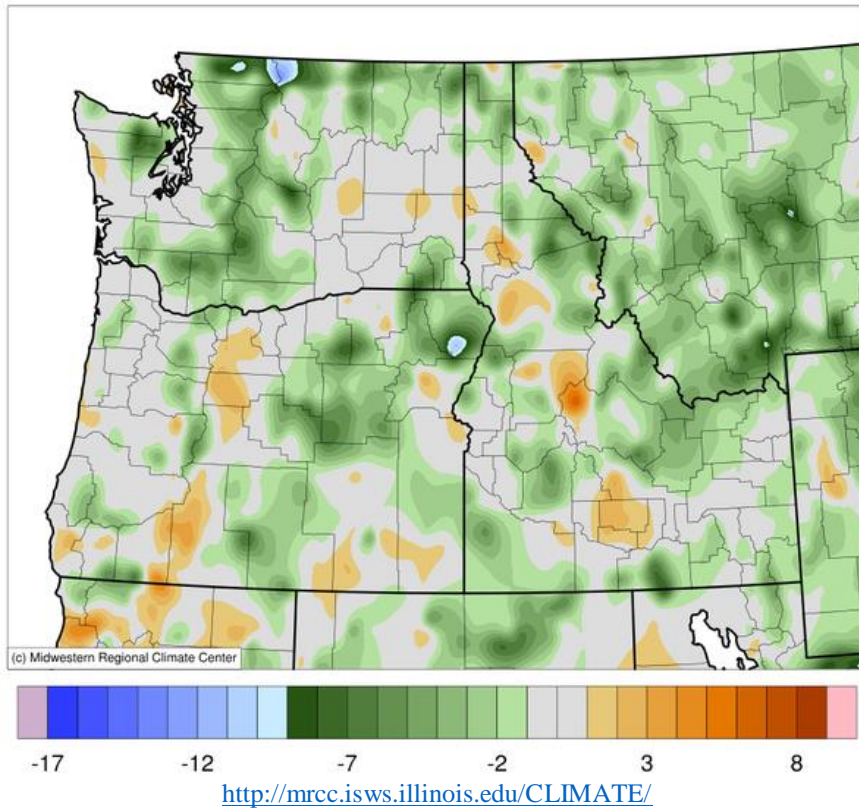 (c) Midwestern Regional Climate Center
-17 -12 -7 -2 3 8
http://mrcc.isws.illinois.edu/CLIMATE/